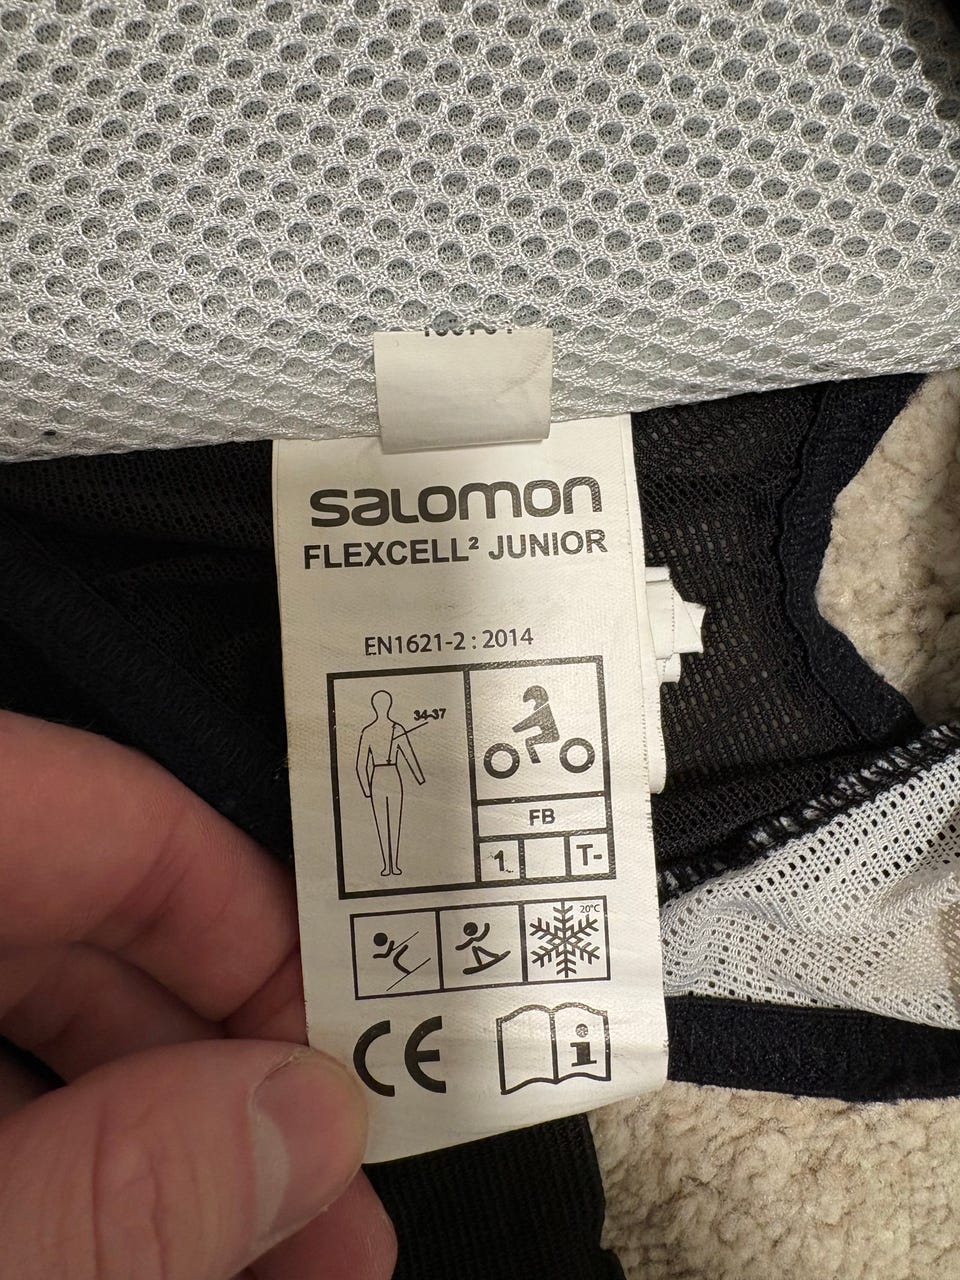 salomon
FLEXCELL² JUNIOR
EN1621-2 : 2014
34-37
FB
1
T-
20°C
CE
i